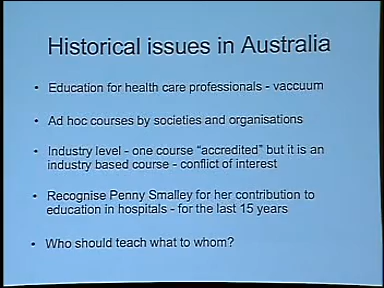 Historical issues in Australia
• Education for health care professionals - vaccuum
• Ad hoc courses by societies and organisations
• Industry level - one course “accredited” but it is an
industry based course - conflict of interest
• Recognise Penny Smalley for her contribution to
education in hospitals - for the last 15 years
• Who should teach what to whom?